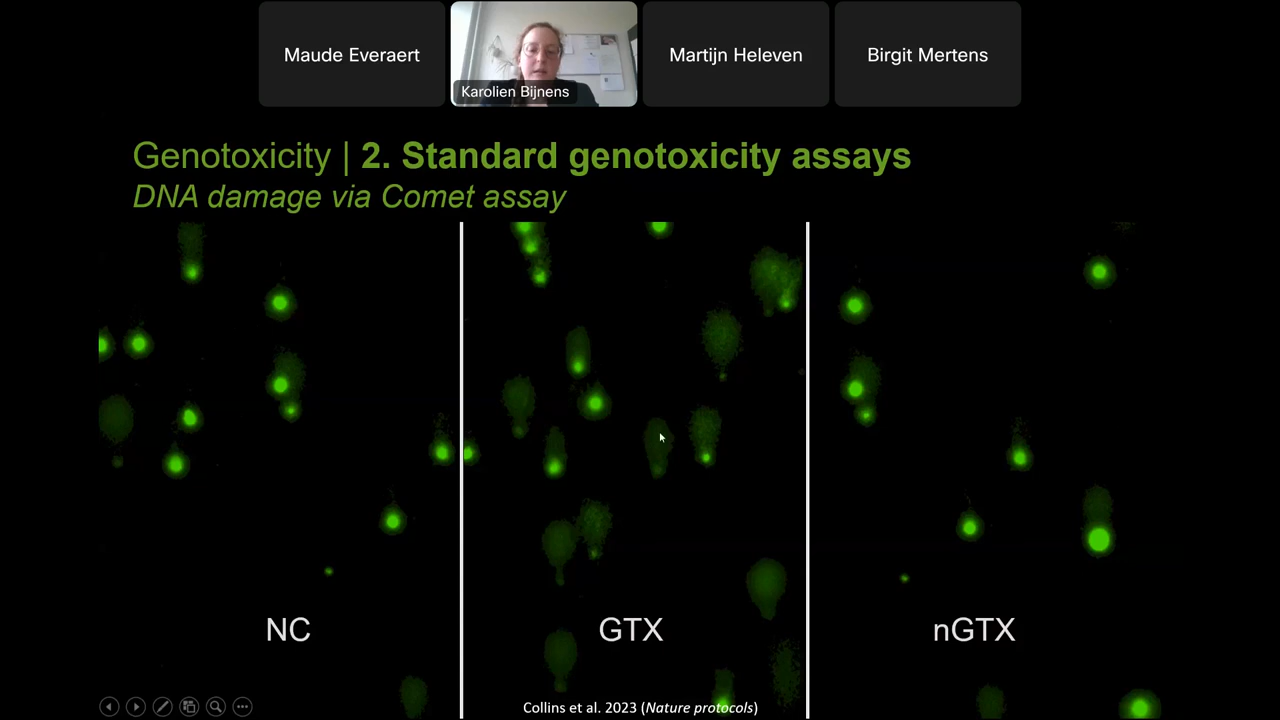 Maude Everaert
Karolien Bijnens
Martijn Heleven
Birgit Mertens
Genotoxicity | 2. Standard genotoxicity assays
DNA damage via Comet assay
NC
GTX
nGTX
Collins et al. 2023 (Nature protocols)